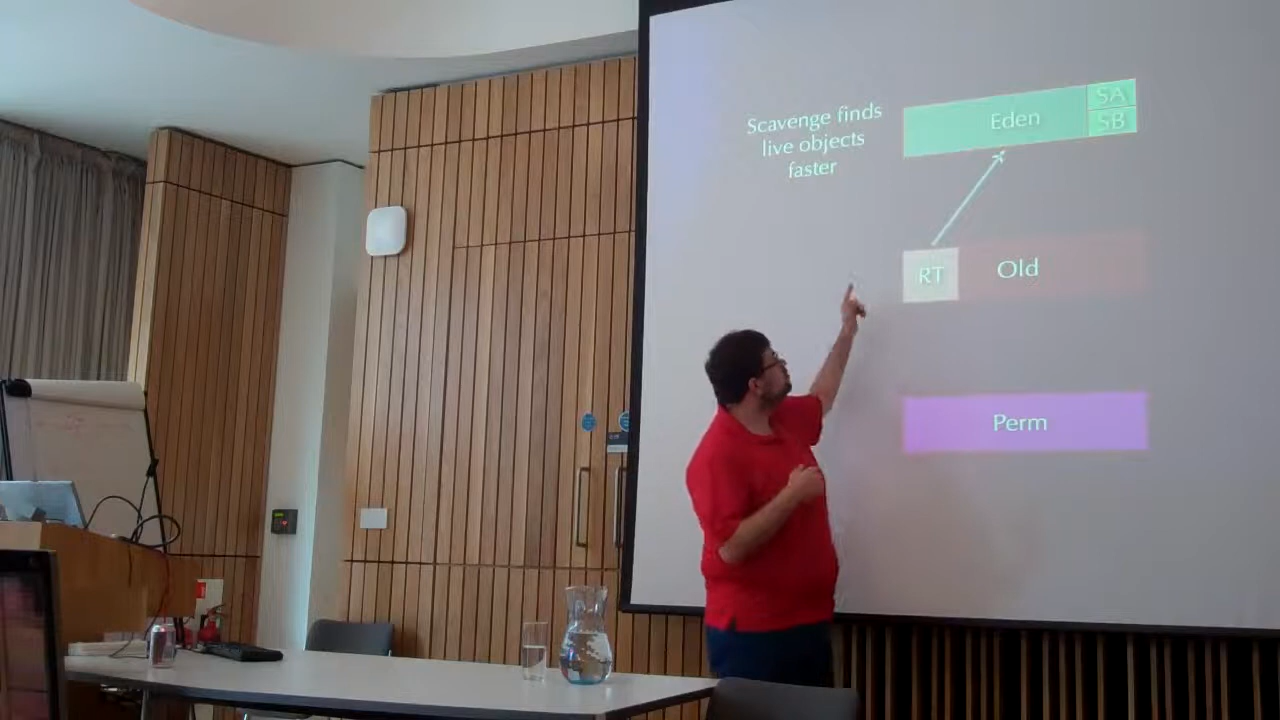 Scavenge finds
live objects
faster
Eden
SA
SB
RT
Old
Perm